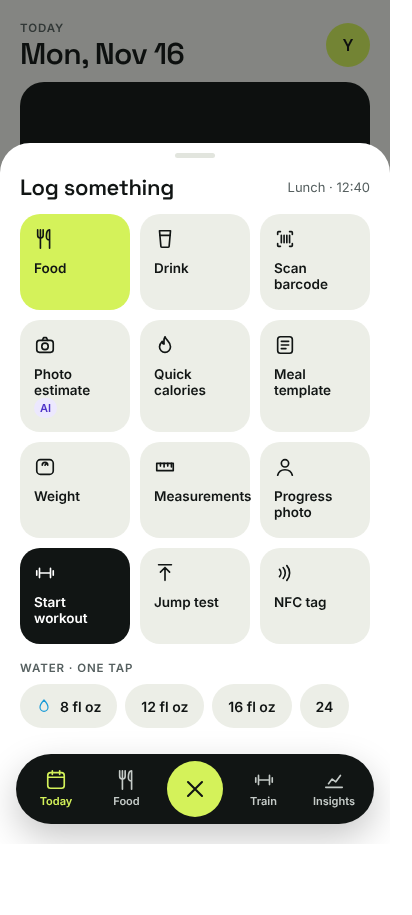 TODAY
Mon, Nov 16
Y
Log something
Lunch · 12:40
Food
Drink
Scan
barcode
Photo
estimate
AI
Quick
calories
Meal
template
Weight
Measurements
Progress
photo
Start
workout
Jump test
NFC tag
WATER · ONE TAP
8 fl oz
12 fl oz
16 fl oz
24
Today
Food
Train
Insights